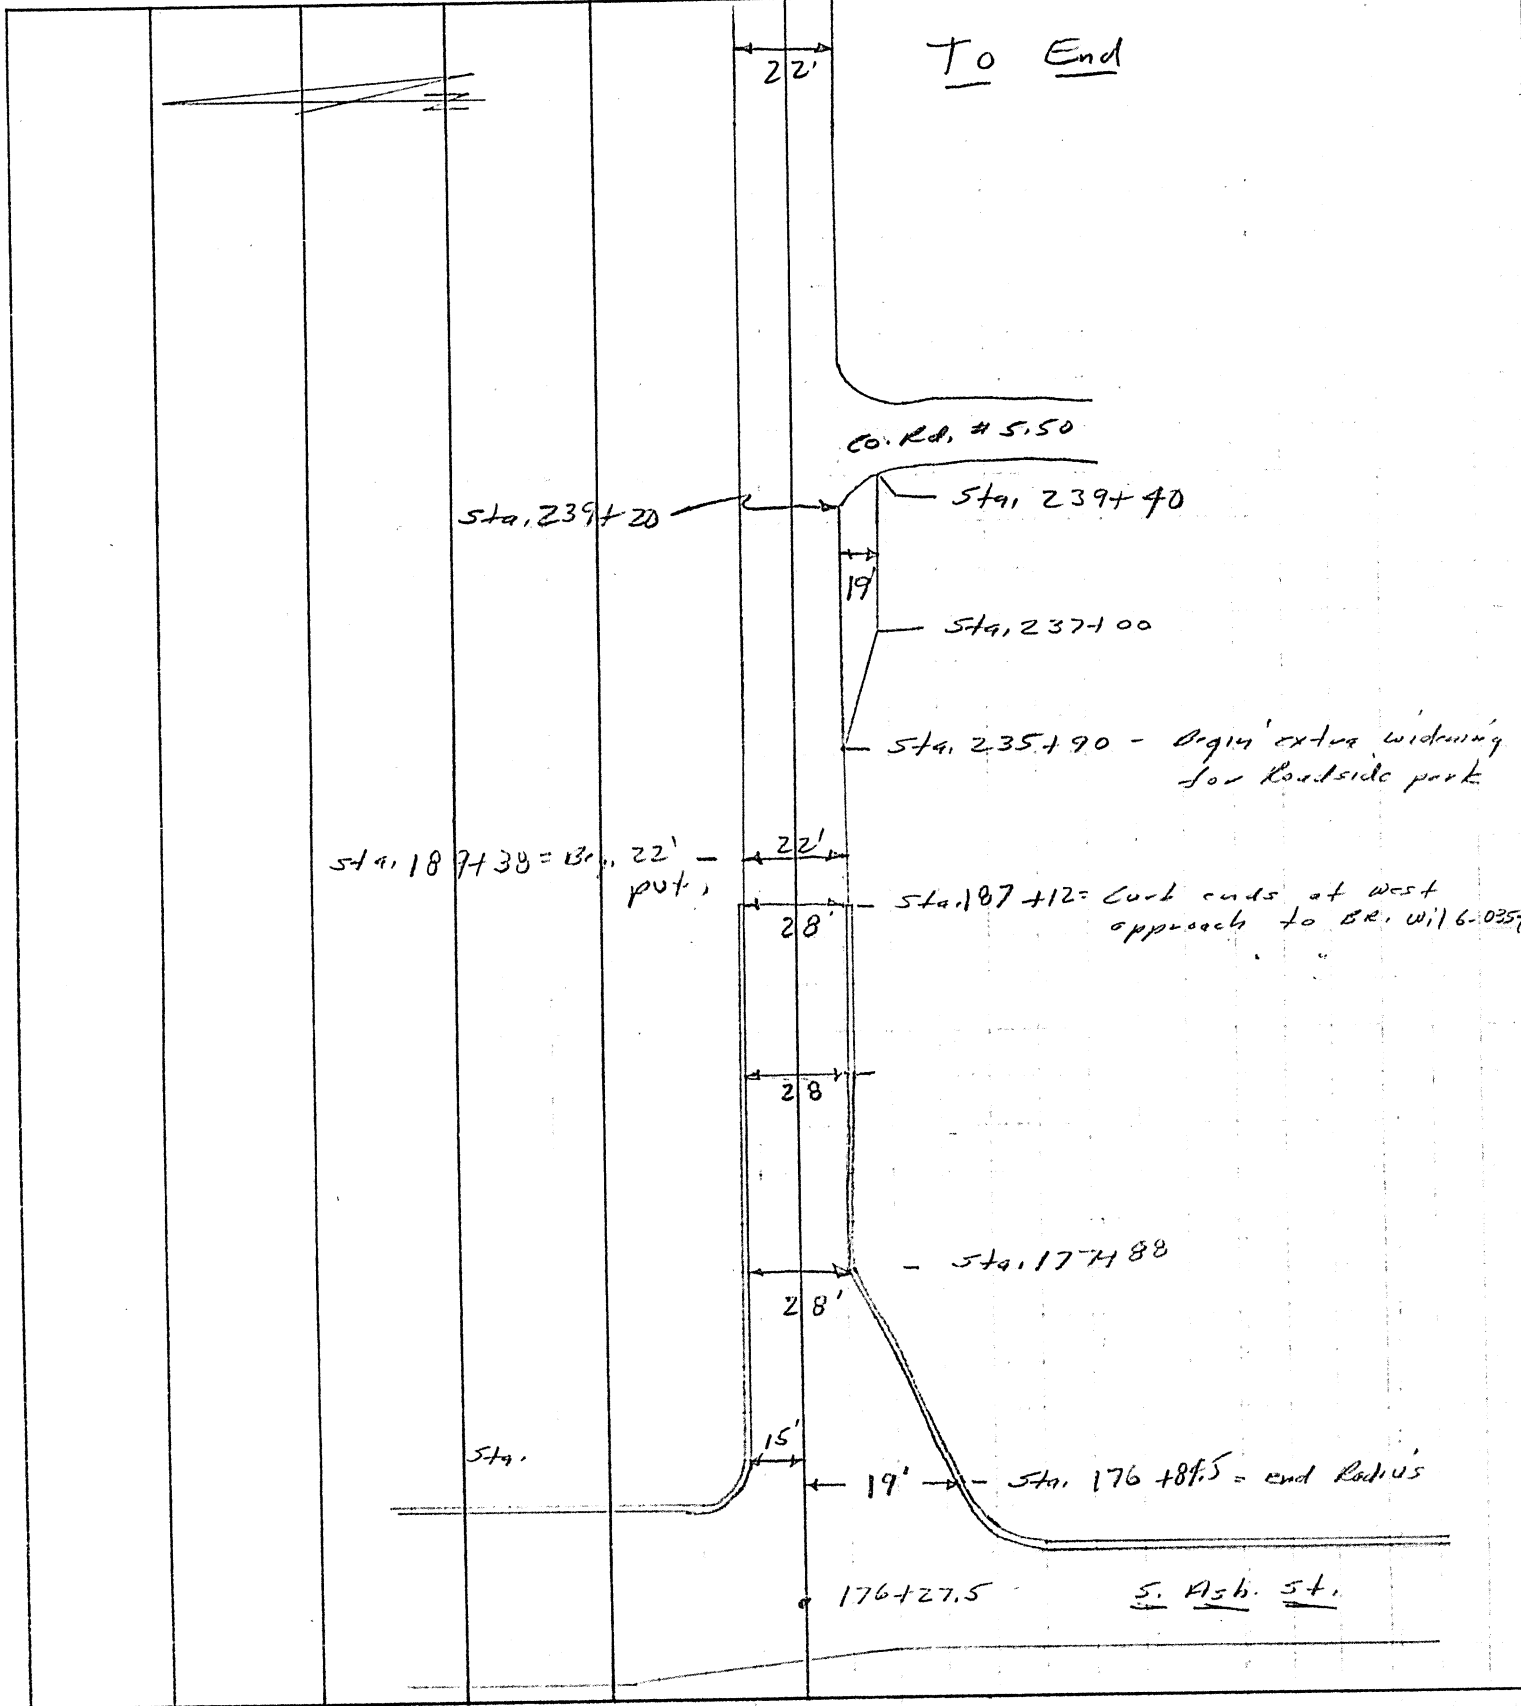 To End
22'
Co. Rd. # 5.50
Sta. 239+20
Sta. 239+40
19'
Sta. 237+00
Sta. 235+90 - Begin extra widening
for Roadside park
22'
Sta. 187+38 = Beg. 22'
pvt.
Sta. 187+12 = Curb ends at west
approach to BR. Wil 6-0359
28'
28
Sta. 177+88
28'
15'
Sta.
19' - Sta. 176+89.5 = end Radius
176+27.5
S. Ash. St.